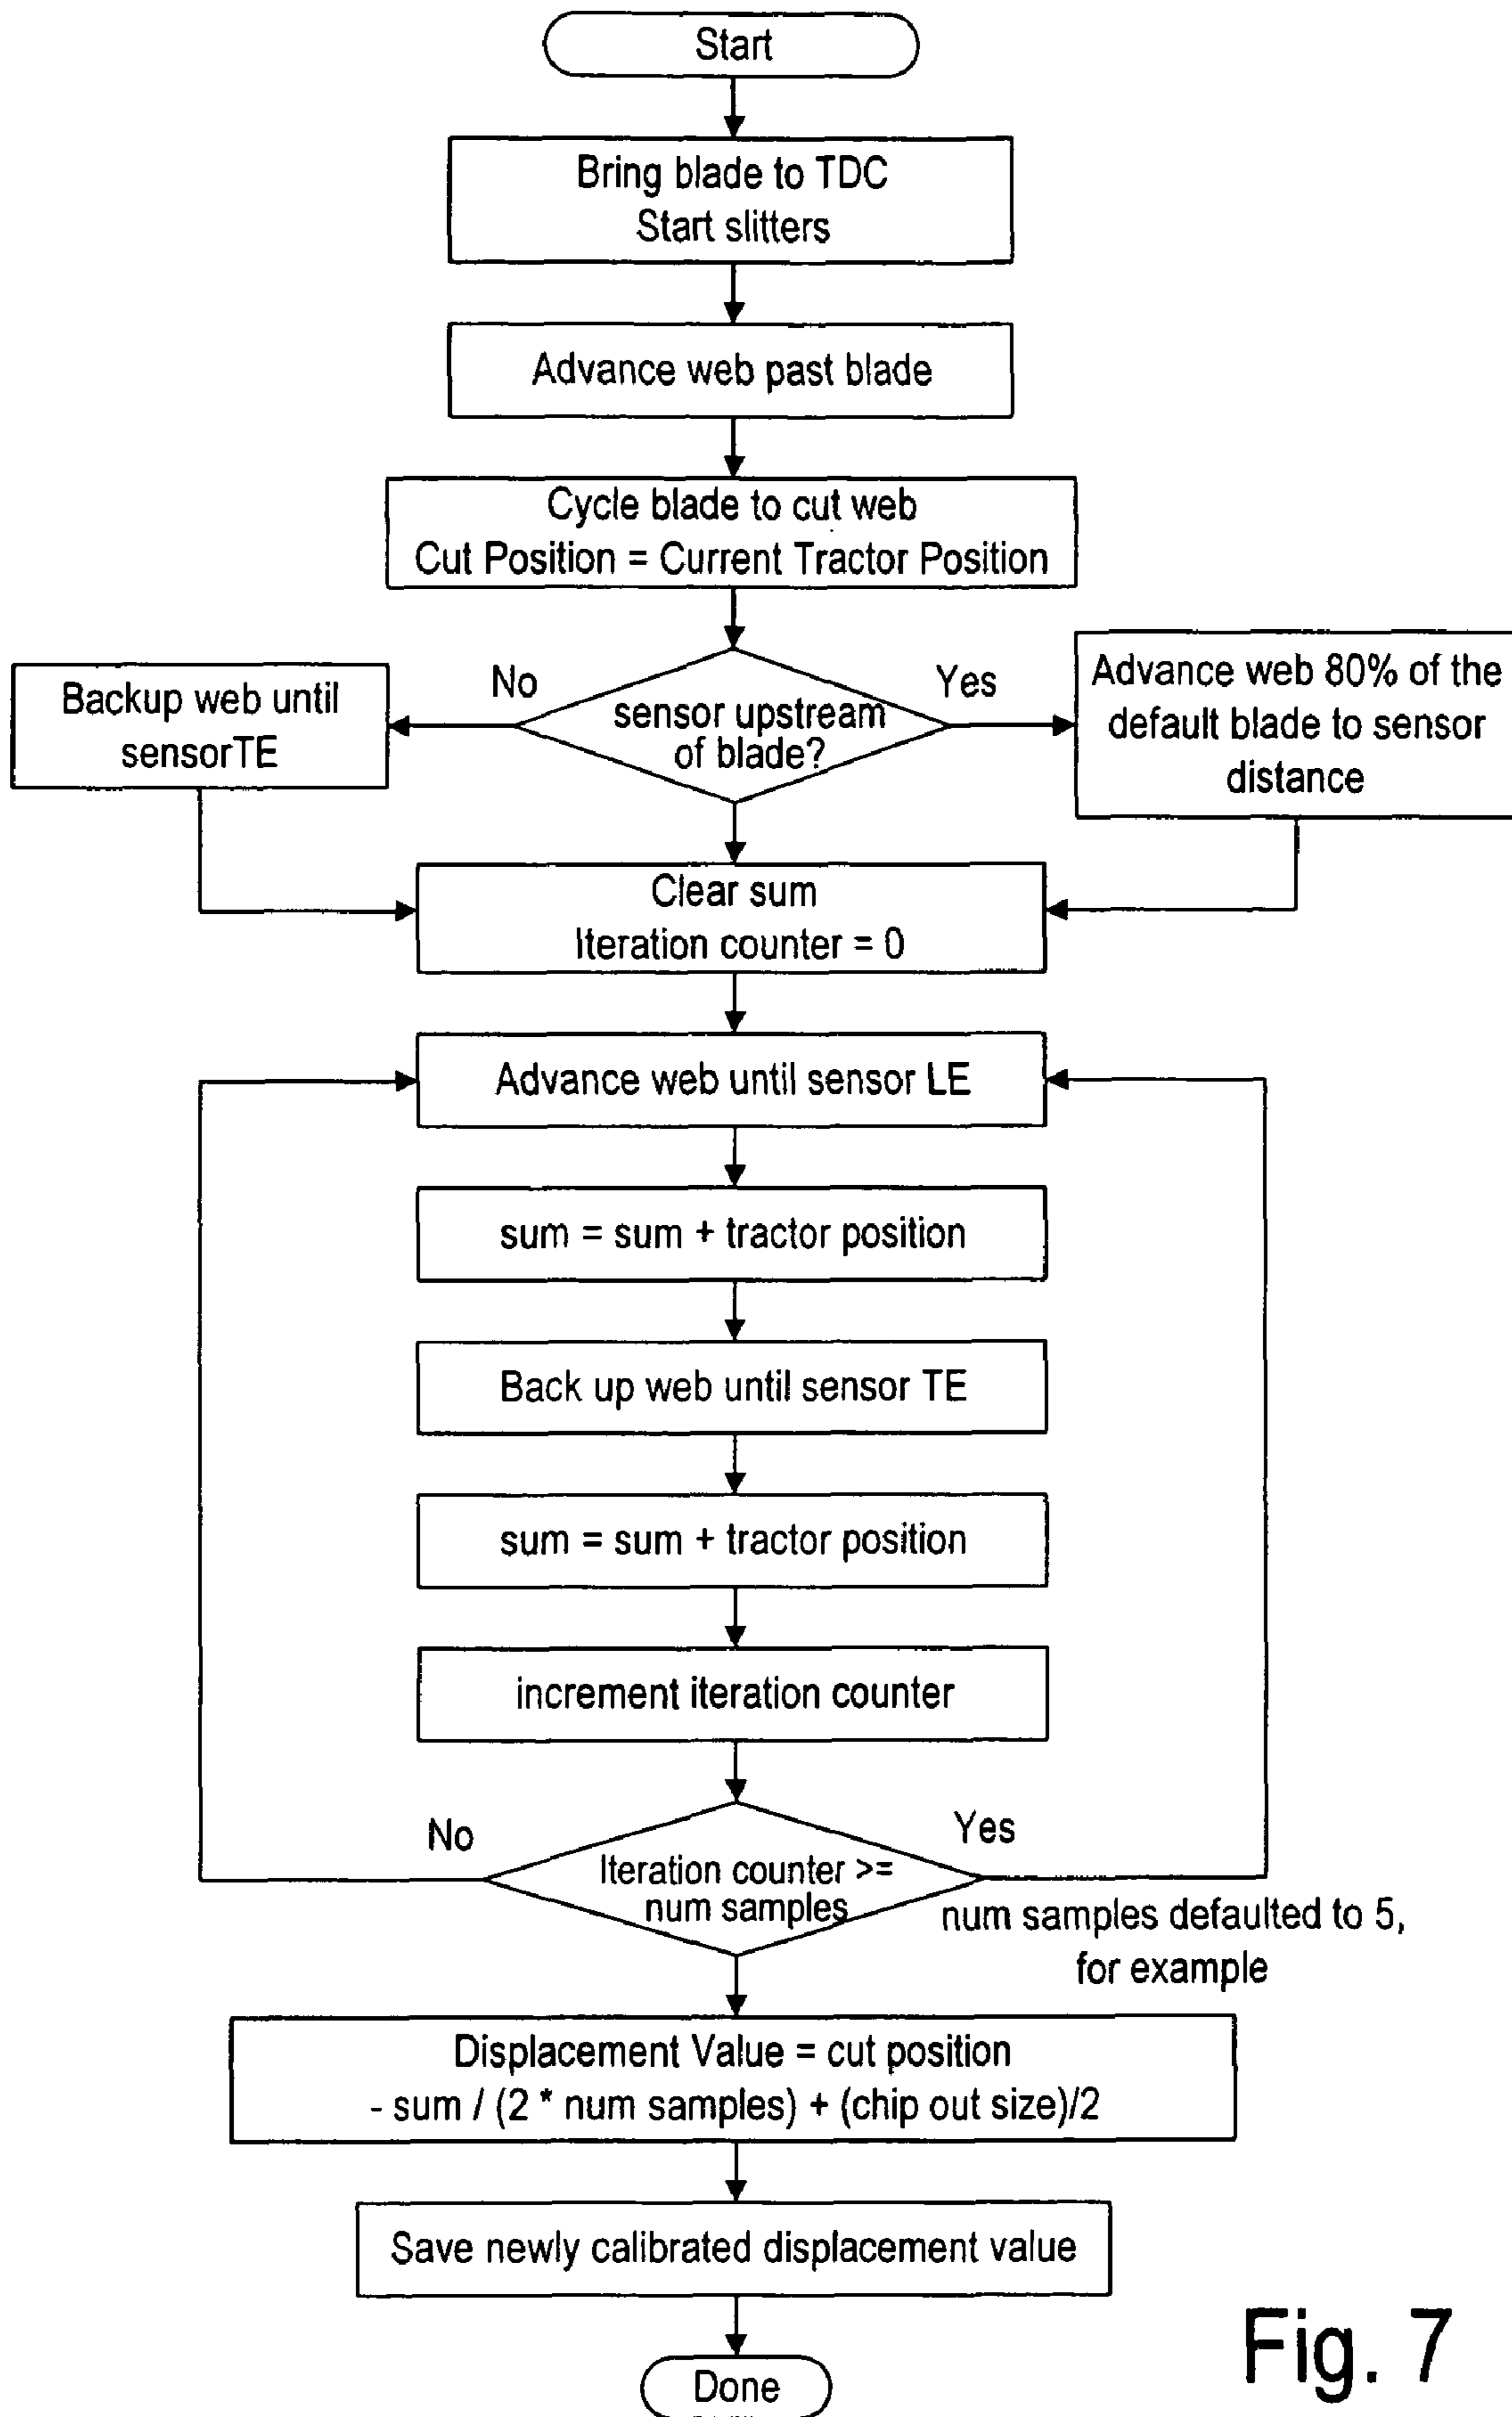 Start
Bring blade to TDC
Start slitters
Advance web past blade
Cycle blade to cut web
Cut Position = Current Tractor Position
No
Yes
sensor upstream
of blade?
Backup web until
sensorTE
Advance web 80% of the
default blade to sensor
distance
Clear sum
Iteration counter = 0
Advance web until sensor LE
sum = sum + tractor position
Back up web until sensor TE
sum = sum + tractor position
increment iteration counter
No
Yes
Iteration counter >=
num samples
num samples defaulted to 5,
for example
Displacement Value = cut position
- sum / (2 * num samples) + (chip out size)/2
Save newly calibrated displacement value
Done
Fig. 7